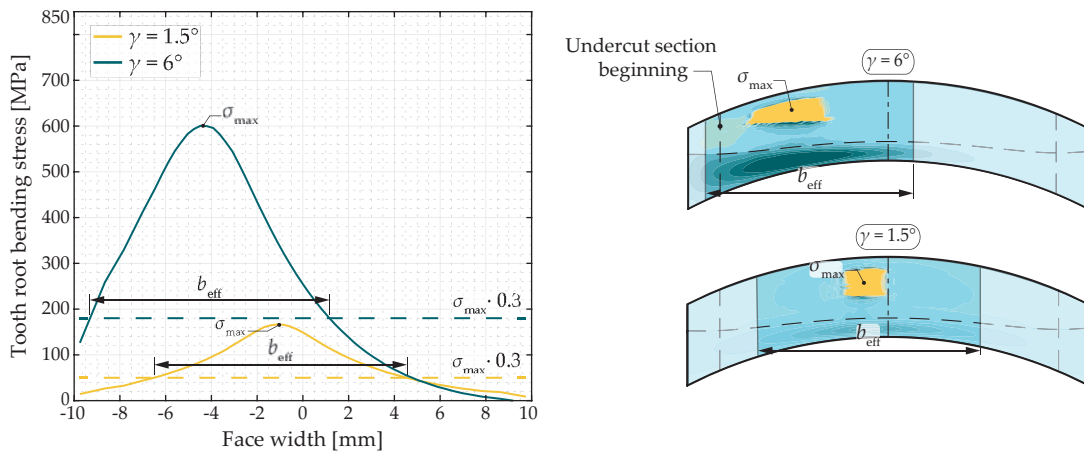 Tooth root bending stress [MPa]
850
700
600
500
400
300
200
100
0
γ = 1.5°
γ = 6°
σmax
beff
σmax · 0.3
σmax
beff
σmax · 0.3
-10 -8 -6 -4 -2 0 2 4 6 8 10
Face width [mm]
Undercut section
beginning
σmax
γ = 6°
beff
γ = 1.5°
σmax
beff